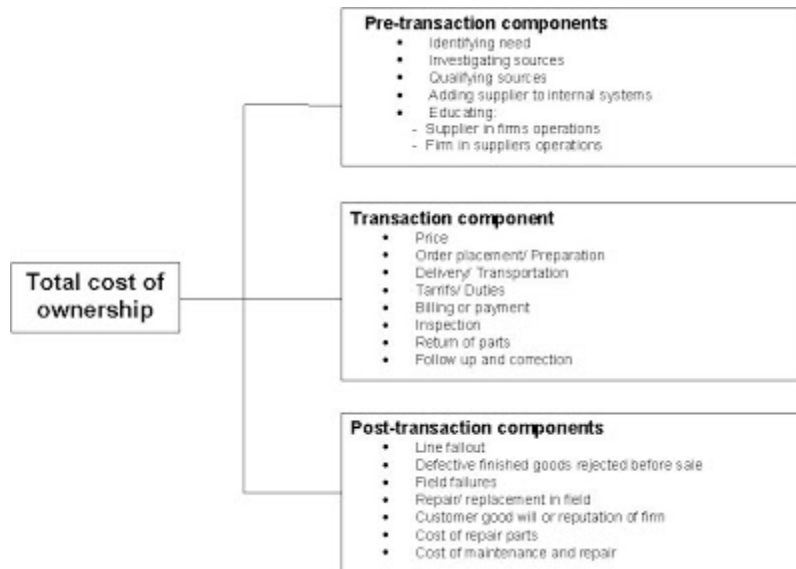 Pre-transaction components
• Identifying need
• Investigating sources
• Qualifying sources
• Adding supplier to internal systems
• Educating:
- Supplier in firms operations
- Firm in suppliers operations
Total cost of
ownership
Transaction component
• Price
• Order placement/ Preparation
• Delivery/ Transportation
• Tarrifs/ Duties
• Billing or payment
• Inspection
• Return of parts
• Follow up and correction
Post-transaction components
• Line fallout
• Defective finished goods rejected before sale
• Field failures
• Repair/ replacement in field
• Customer good will or reputation of firm
• Cost of repair parts
• Cost of maintenance and repair